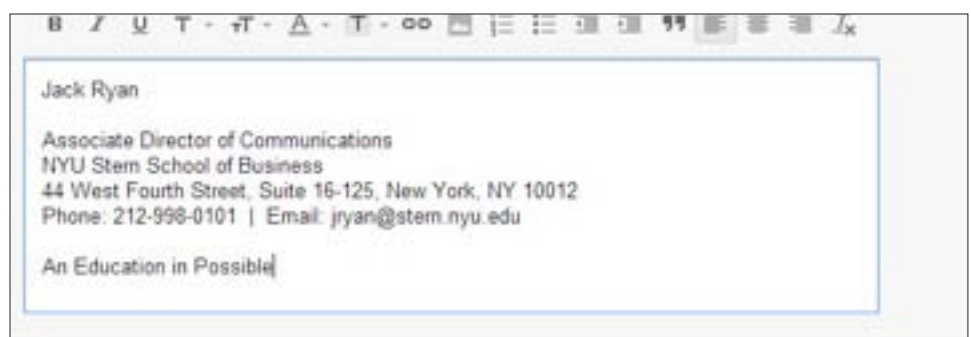 Jack Ryan
Associate Director of Communications
NYU Stern School of Business
44 West Fourth Street, Suite 16-125, New York, NY 10012
Phone: 212-998-0101 | Email: jryan@stern.nyu.edu
An Education in Possible